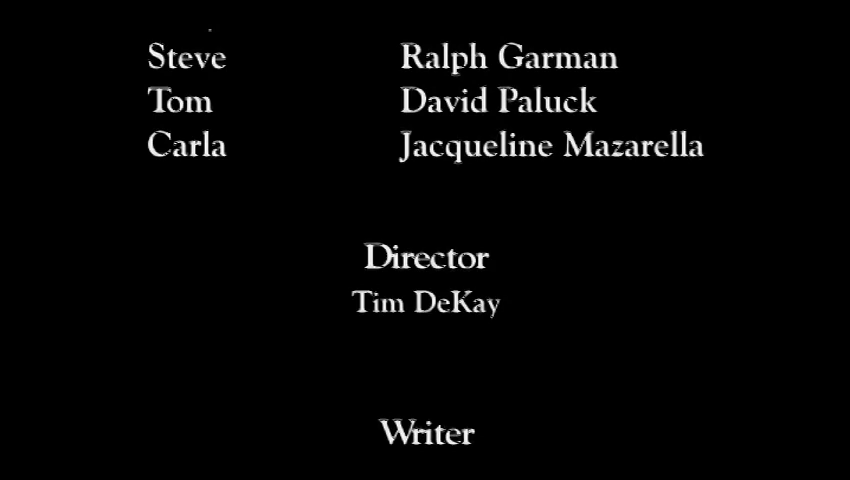 Steve Ralph Garman
Tom David Paluck
Carla Jacqueline Mazarella
Director
Tim DeKay
Writer